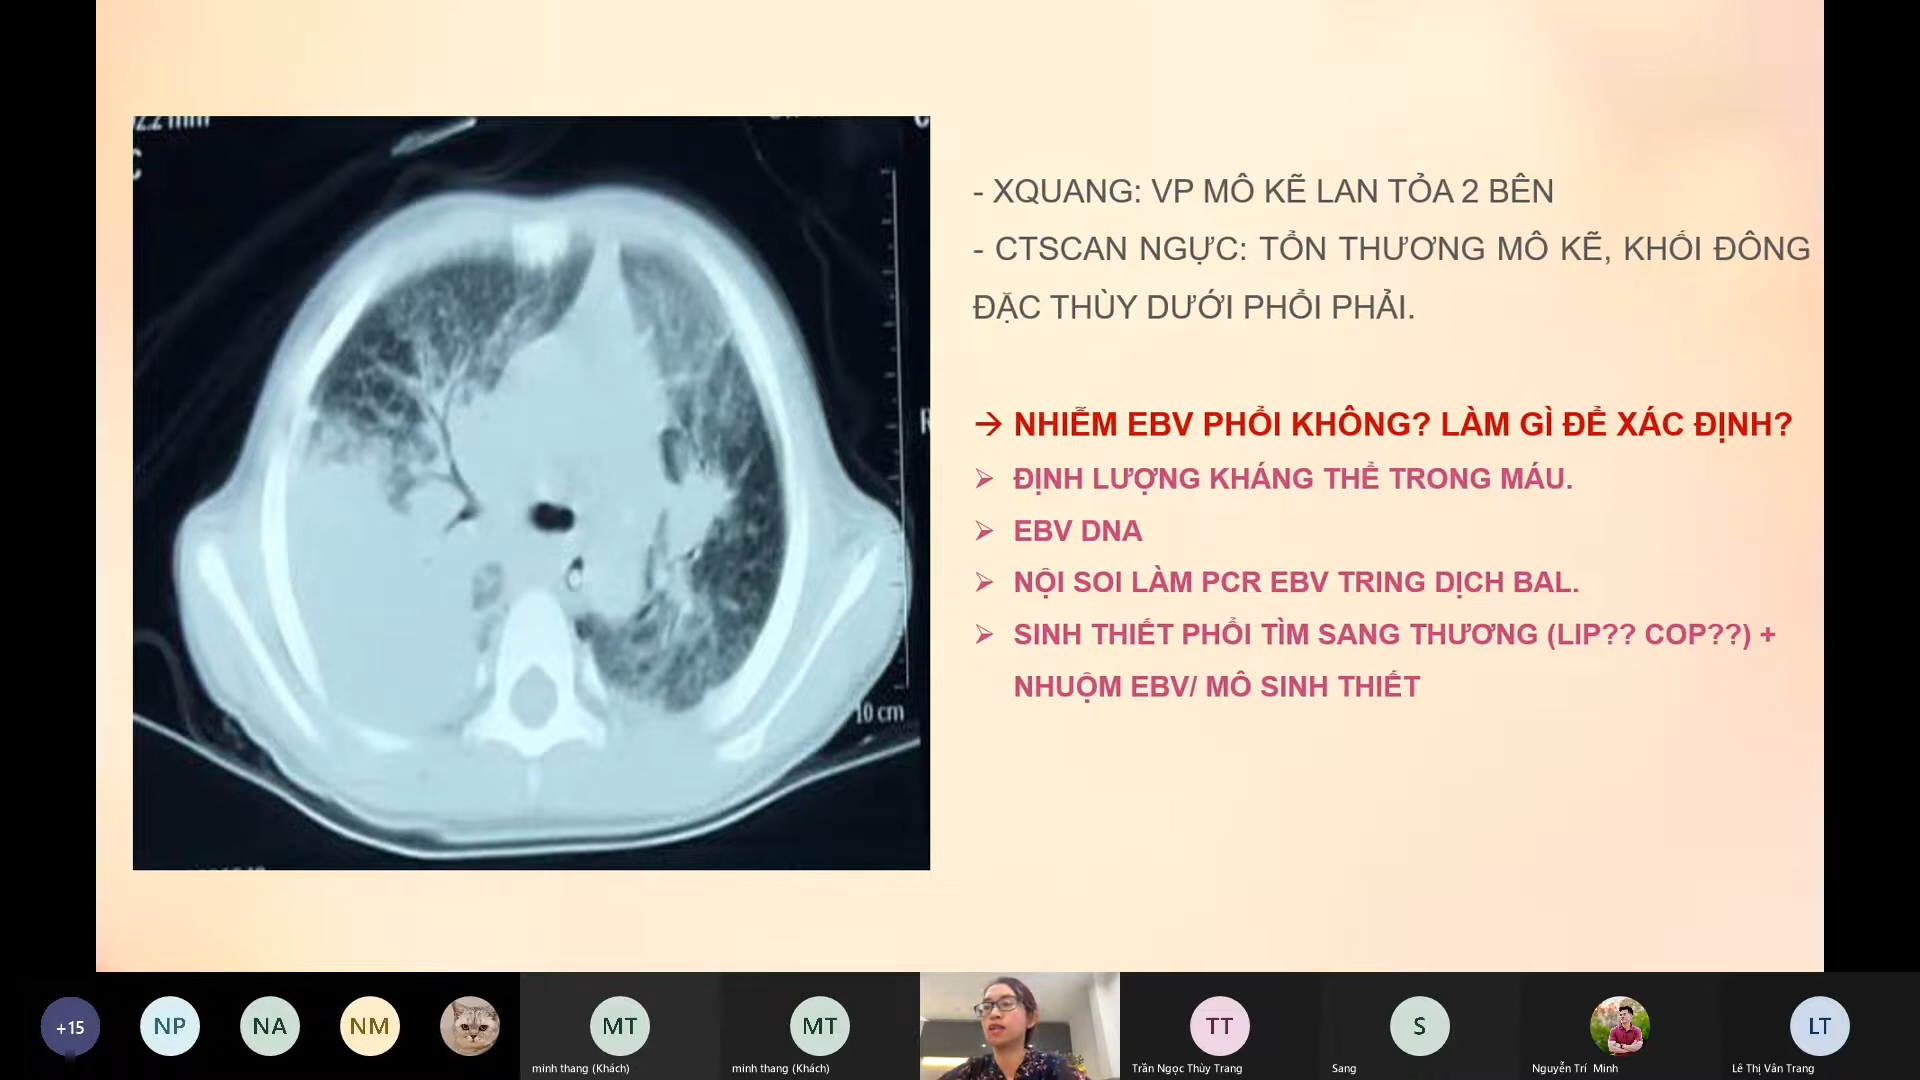 2.2 mm
C
- XQUANG: VP MÔ KẼ LAN TỎA 2 BÊN
- CTSCAN NGỰC: TỔN THƯƠNG MÔ KẼ, KHỐI ĐÔNG
ĐẶC THÙY DƯỚI PHỔI PHẢI.
→ NHIỄM EBV PHỔI KHÔNG? LÀM GÌ ĐỂ XÁC ĐỊNH?
➢ ĐỊNH LƯỢNG KHÁNG THỂ TRONG MÁU.
➢ EBV DNA
➢ NỘI SOI LÀM PCR EBV TRING DỊCH BAL.
➢ SINH THIẾT PHỔI TÌM SANG THƯƠNG (LIP?? COP??) +
NHUỘM EBV/ MÔ SINH THIẾT
R
10 cm
+15
NP
NA
NM
MT
minh thang (Khách)
MT
minh thang (Khách)
TT
Trần Ngọc Thùy Trang
S
Sang
Nguyễn Trí Minh
LT
Lê Thị Vân Trang